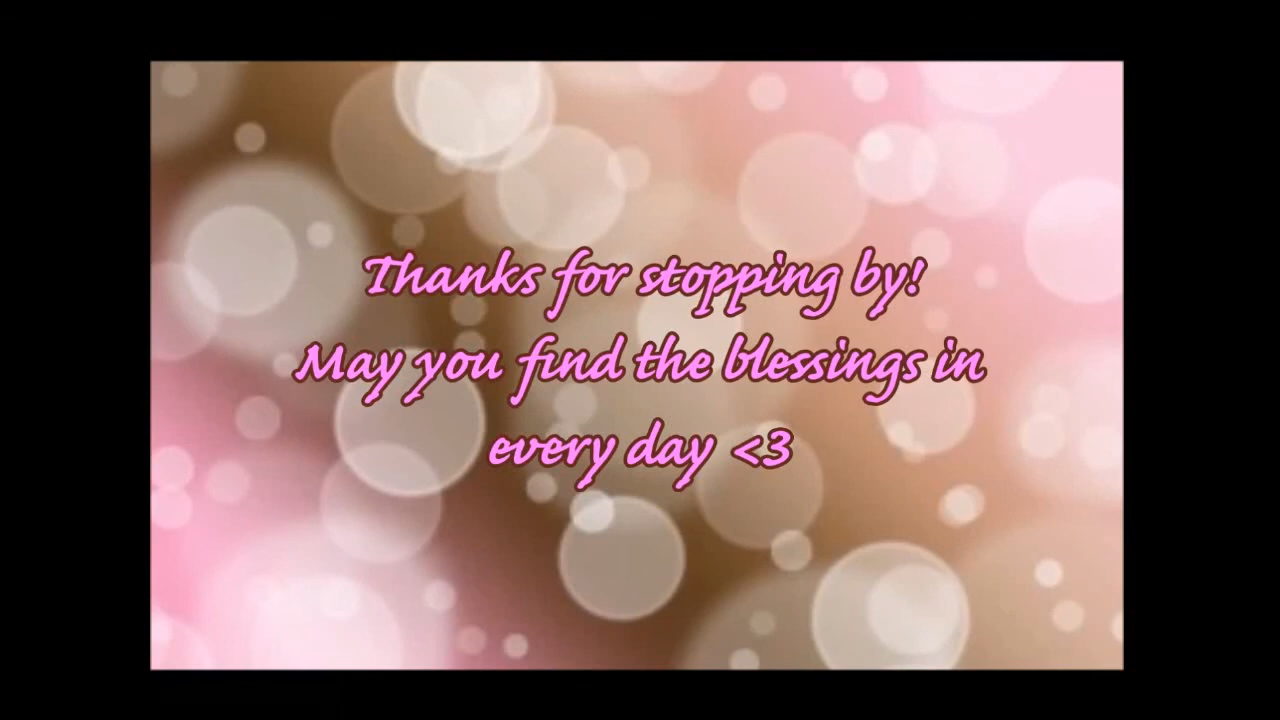 Thanks for stopping by!
May you find the blessings in
every day <3